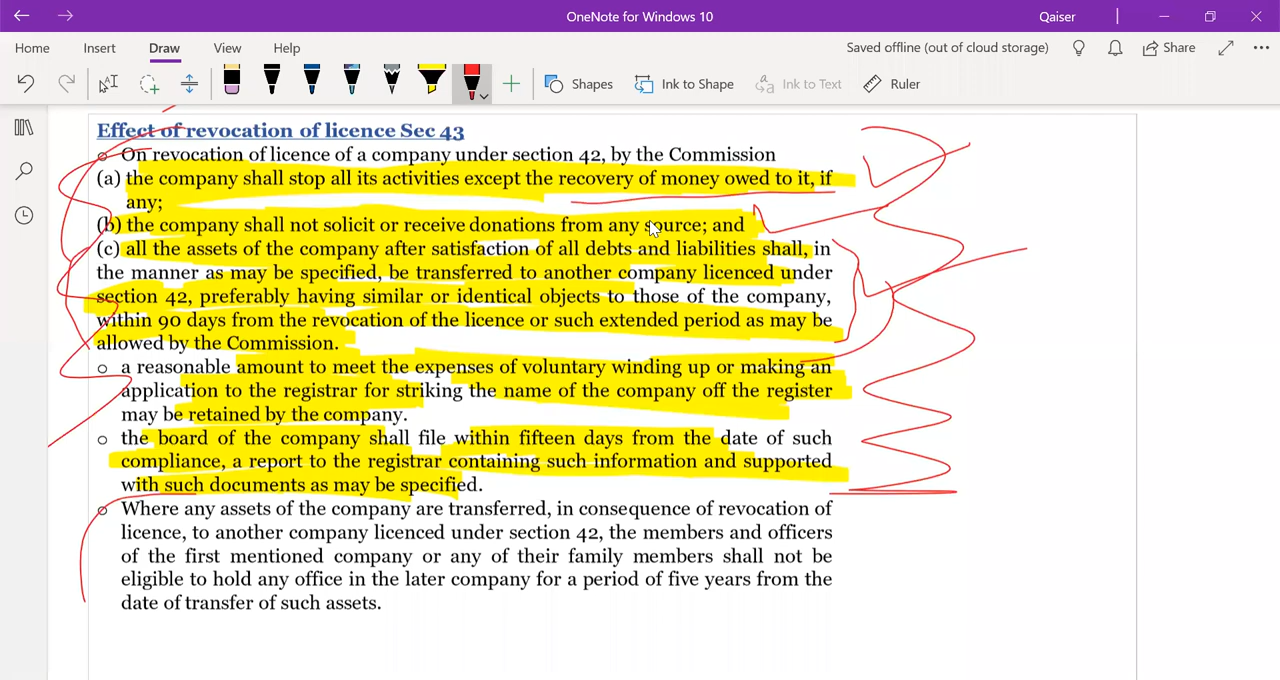 OneNote for Windows 10
Qaiser
Home Insert Draw View Help
Saved offline (out of cloud storage)
Share
Shapes
Ink to Shape
Ink to Text
Ruler
Effect of revocation of licence Sec 43
o On revocation of licence of a company under section 42, by the Commission
(a) the company shall stop all its activities except the recovery of money owed to it, if
any;
(b) the company shall not solicit or receive donations from any source; and
(c) all the assets of the company after satisfaction of all debts and liabilities shall, in
the manner as may be specified, be transferred to another company licenced under
section 42, preferably having similar or identical objects to those of the company,
within 90 days from the revocation of the licence or such extended period as may be
allowed by the Commission.
o a reasonable amount to meet the expenses of voluntary winding up or making an
application to the registrar for striking the name of the company off the register
may be retained by the company.
o the board of the company shall file within fifteen days from the date of such
compliance, a report to the registrar containing such information and supported
with such documents as may be specified.
o Where any assets of the company are transferred, in consequence of revocation of
licence, to another company licenced under section 42, the members and officers
of the first mentioned company or any of their family members shall not be
eligible to hold any office in the later company for a period of five years from the
date of transfer of such assets.